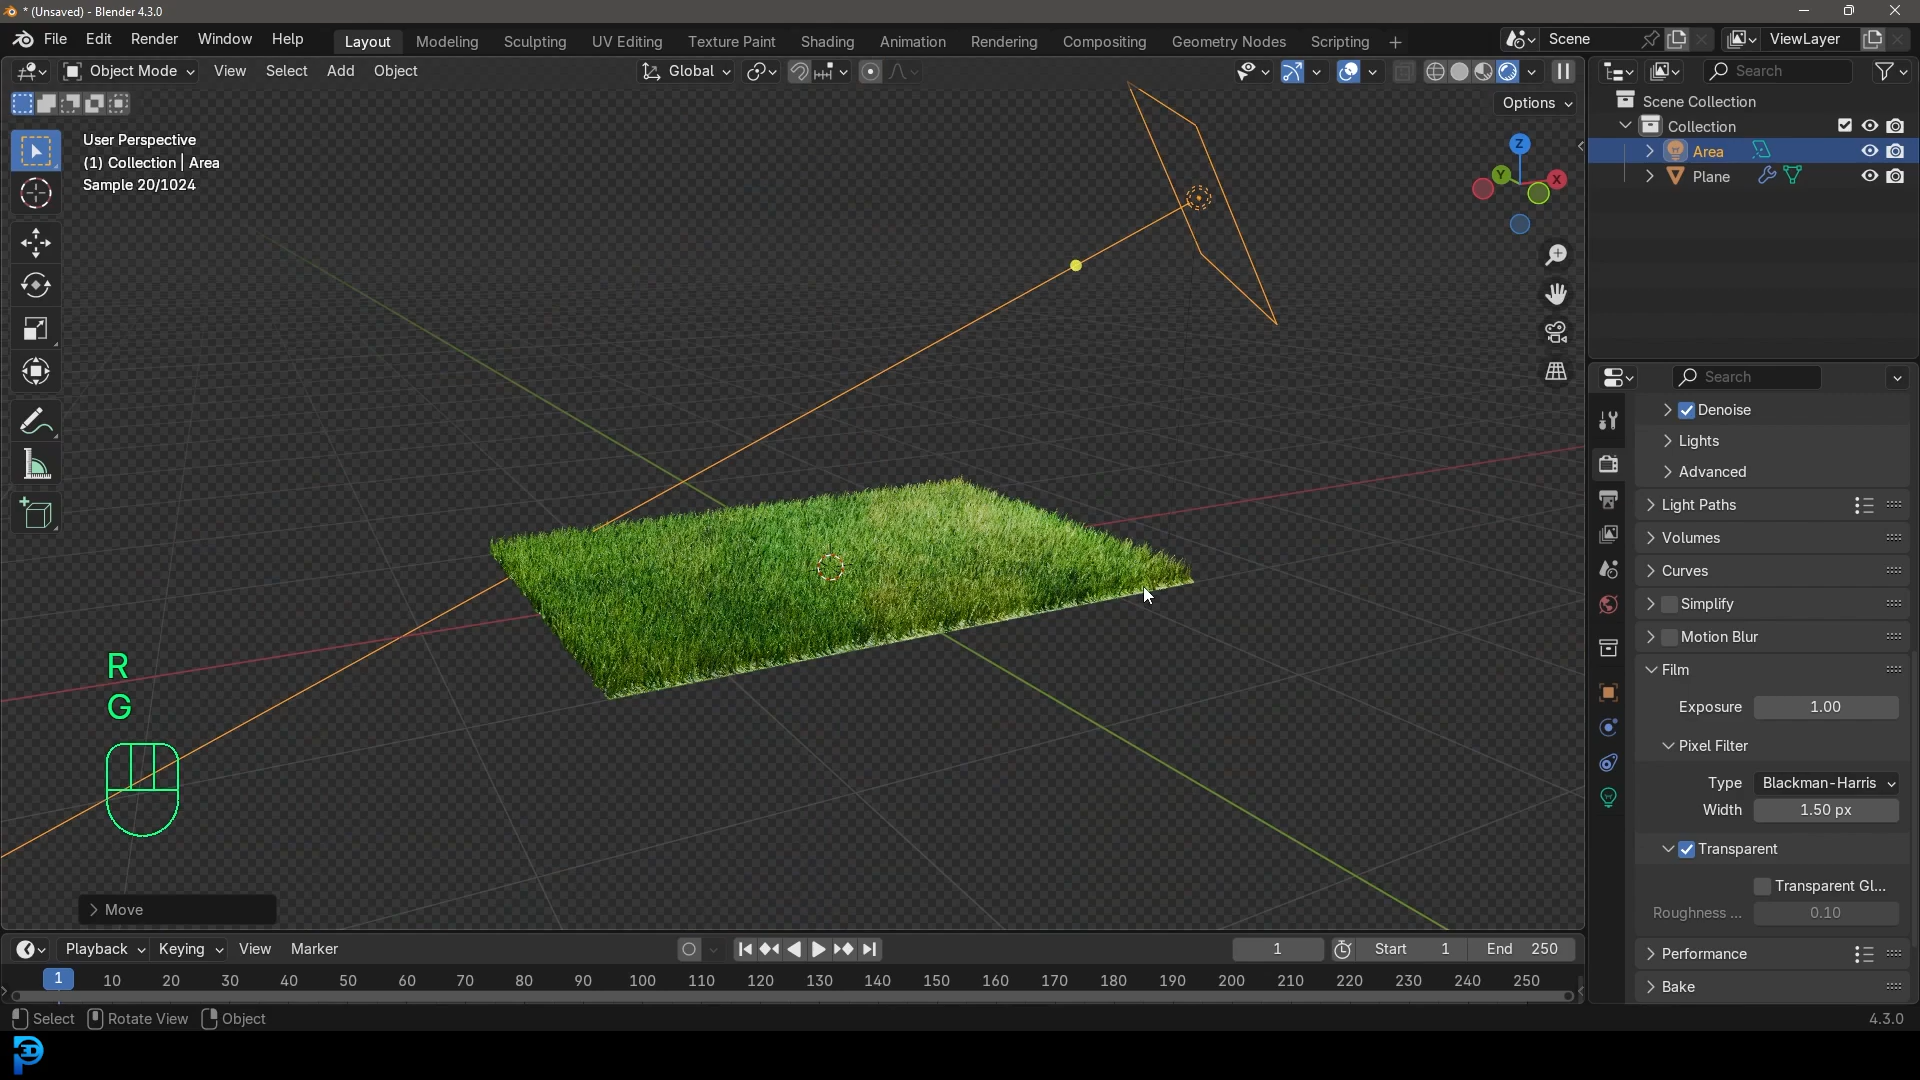 * (Unsaved) - Blender 4.3.0
File Edit Render Window Help
Layout Modeling Sculpting UV Editing Texture Paint Shading Animation Rendering Compositing Geometry Nodes Scripting
Scene
ViewLayer
Object Mode View Select Add Object
Global
Search
Options
User Perspective
(1) Collection | Area
Sample 20/1024
Z
Y
X
Scene Collection
Collection
Area
Plane
Search
Denoise
Lights
Advanced
Light Paths
Volumes
Curves
Simplify
Motion Blur
Film
Exposure 1.00
Pixel Filter
Type Blackman-Harris
Width 1.50 px
Transparent
Transparent Gl...
Roughness ... 0.10
Performance
Bake
R
G
Move
Playback Keying View Marker
1
Start 1
End 250
1 10 20 30 40 50 60 70 80 90 100 110 120 130 140 150 160 170 180 190 200 210 220 230 240 250
Select Rotate View Object
4.3.0
3D